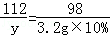 112/y = 98/3.2g×10%